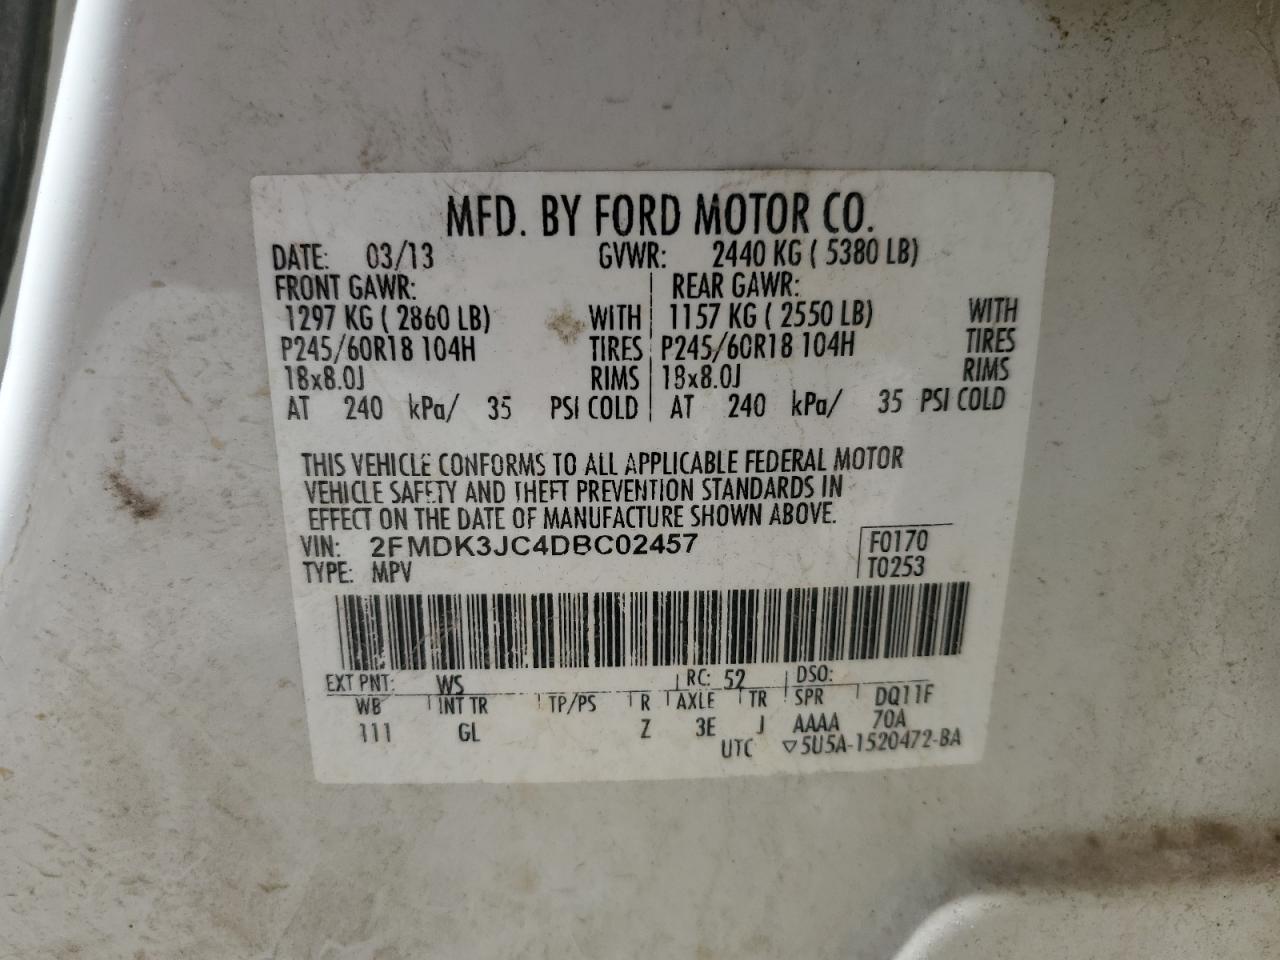 MFD. BY FORD MOTOR CO.
DATE: 03/13 GVWR: 2440 KG ( 5380 LB)
FRONT GAWR: REAR GAWR:
1297 KG ( 2860 LB) WITH 1157 KG ( 2550 LB) WITH
P245/60R18 104H TIRES P245/60R18 104H TIRES
18x8.0J RIMS 18x8.0J RIMS
AT 240 kPa/ 35 PSI COLD AT 240 kPa/ 35 PSI COLD
THIS VEHICLE CONFORMS TO ALL APPLICABLE FEDERAL MOTOR
VEHICLE SAFETY AND THEFT PREVENTION STANDARDS IN
EFFECT ON THE DATE OF MANUFACTURE SHOWN ABOVE.
VIN: 2FMDK3JC4DBC02457 F0170
TYPE: MPV T0253
EXT PNT: WS RC: 52 DSO:
WB INT TR TP/PS R AXLE TR SPR DQ11F
111 GL Z 3E J AAAA 70A
UTC ▽5U5A-1520472-BA